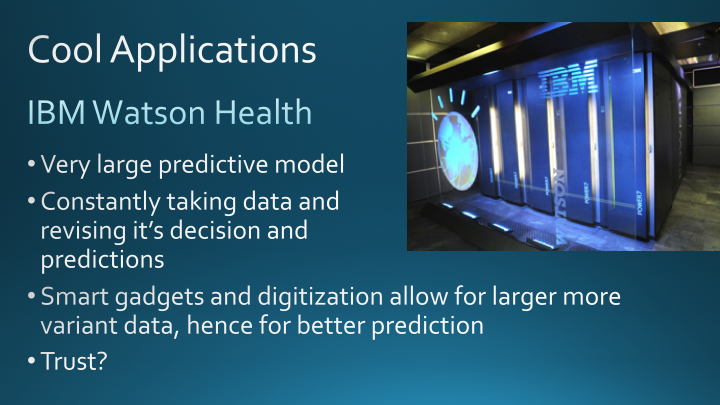 Cool Applications
IBM Watson Health
• Very large predictive model
• Constantly taking data and
revising it’s decision and
predictions
• Smart gadgets and digitization allow for larger more
variant data, hence for better prediction
• Trust?
IBM
WATSON
POWER7